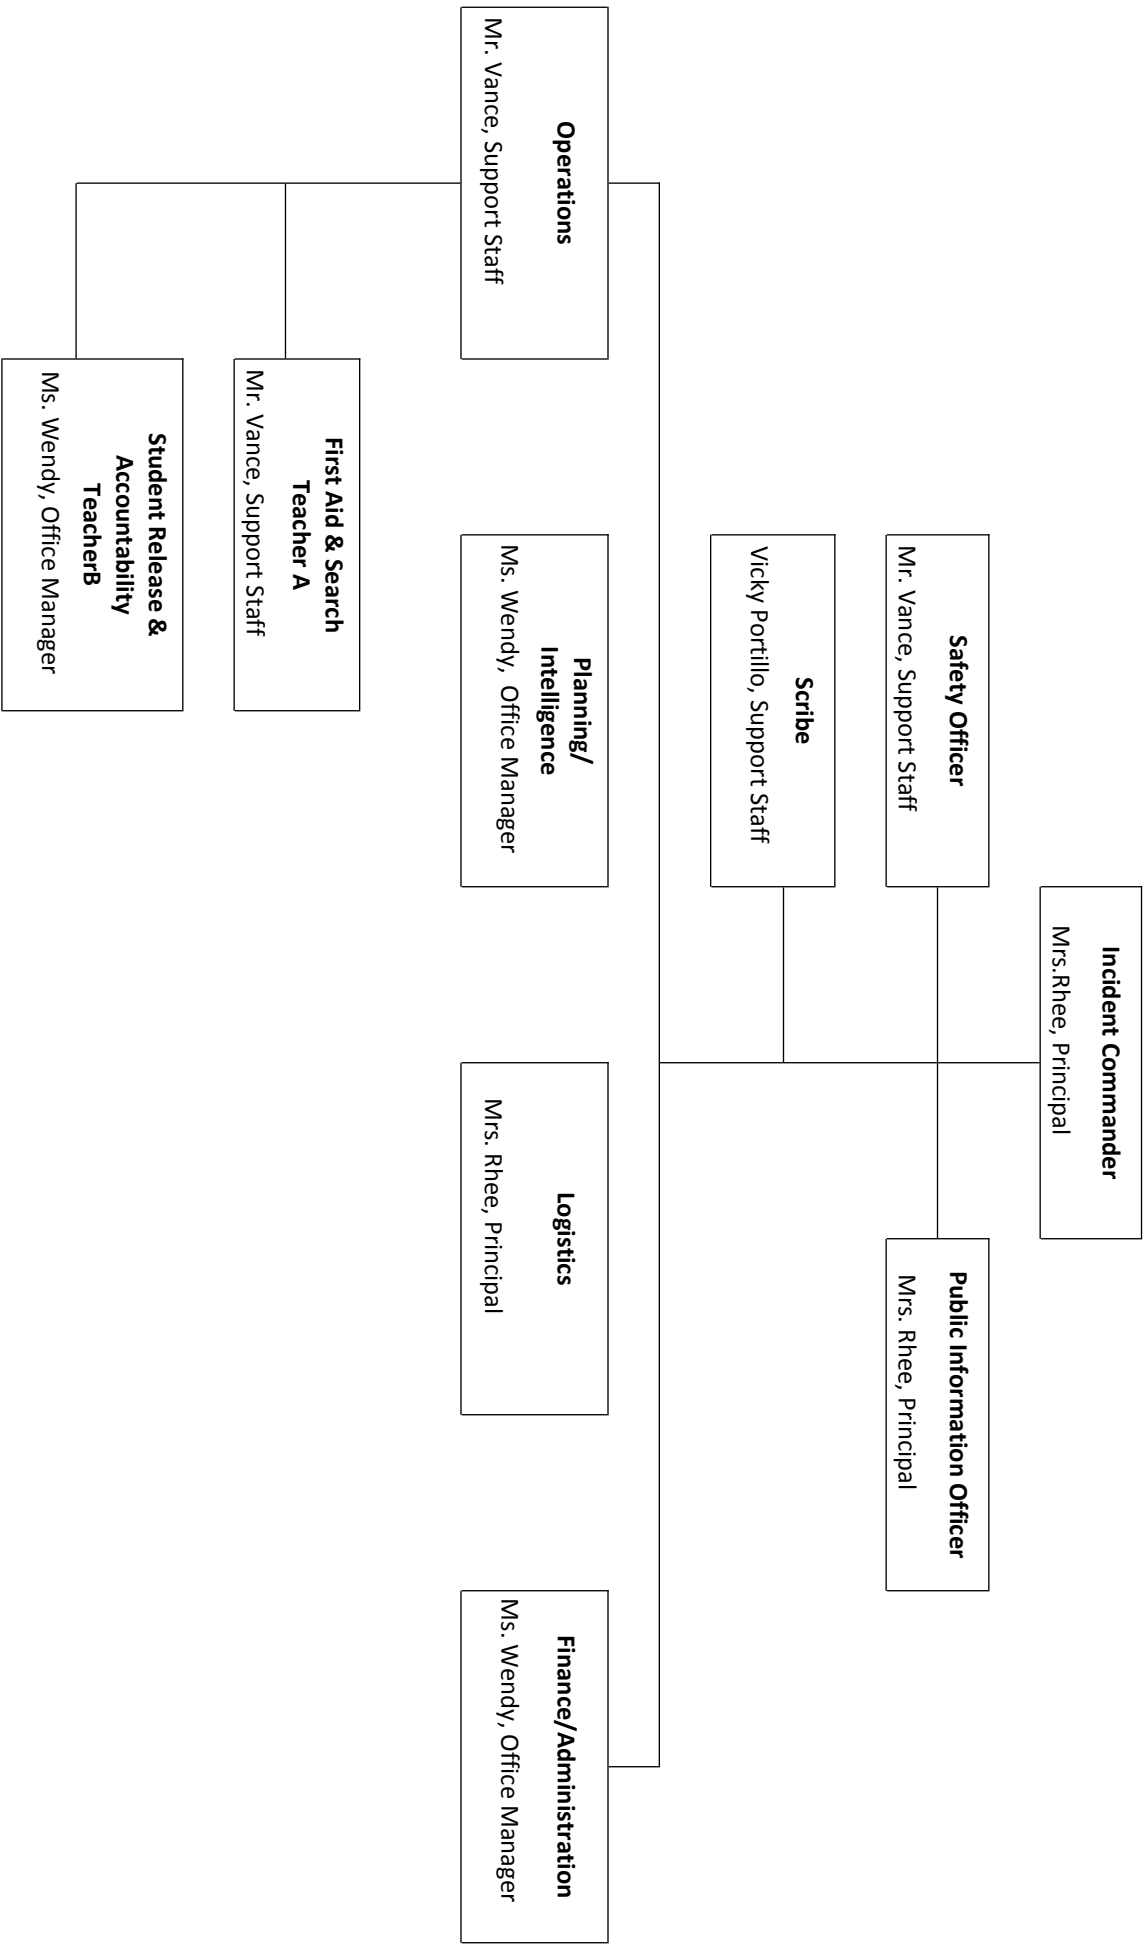 Incident Commander
Mrs.Rhee, Principal
Safety Officer
Mr. Vance, Support Staff
Public Information Officer
Mrs. Rhee, Principal
Scribe
Vicky Portillo, Support Staff
Operations
Mr. Vance, Support Staff
Planning/
Intelligence
Ms. Wendy, Office Manager
Logistics
Mrs. Rhee, Principal
Finance/Administration
Ms. Wendy, Office Manager
First Aid & Search
Teacher A
Mr. Vance, Support Staff
Student Release &
Accountability
TeacherB
Ms. Wendy, Office Manager